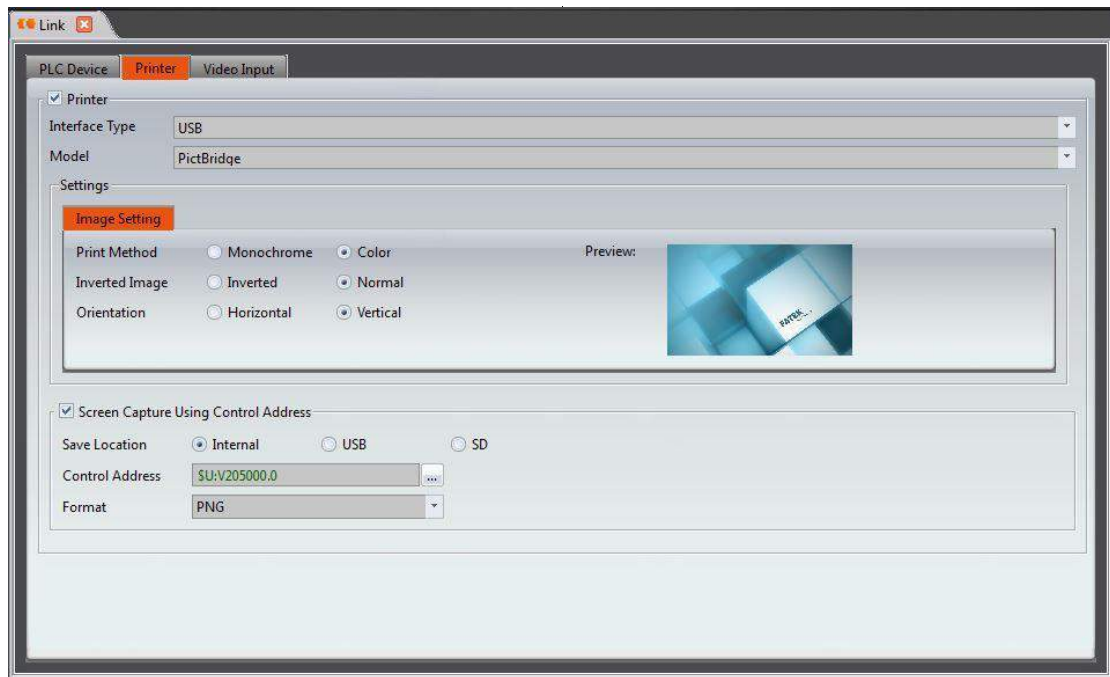 Link
PLC Device Printer Video Input
Printer
Interface Type USB
Model PictBridge
Settings
Image Setting
Print Method Monochrome Color Preview:
Inverted Image Inverted Normal
Orientation Horizontal Vertical
FATEK
Screen Capture Using Control Address
Save Location Internal USB SD
Control Address $U:V205000.0 ...
Format PNG